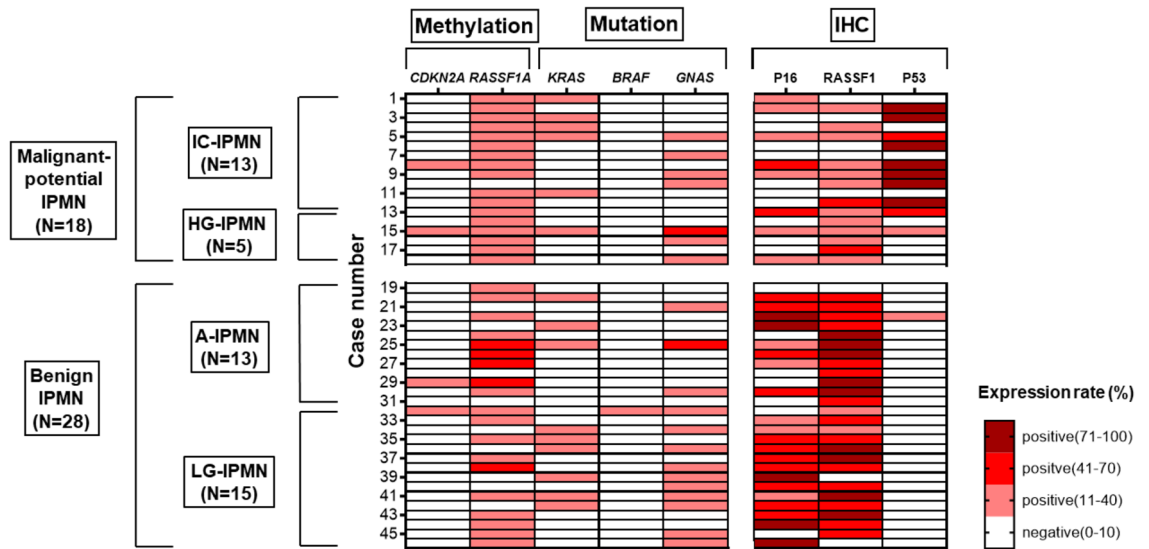 Methylation Mutation IHC
CDKN2A RASSF1A KRAS BRAF GNAS P16 RASSF1 P53
Malignant-
potential
IPMN
(N=18)
IC-IPMN
(N=13)
HG-IPMN
(N=5)
Benign
IPMN
(N=28)
A-IPMN
(N=13)
LG-IPMN
(N=15)
Case number
1
3
5
7
9
11
13
15
17
19
21
23
25
27
29
31
33
35
37
39
41
43
45
Expression rate (%)
positive(71-100)
positve(41-70)
positive(11-40)
negative(0-10)